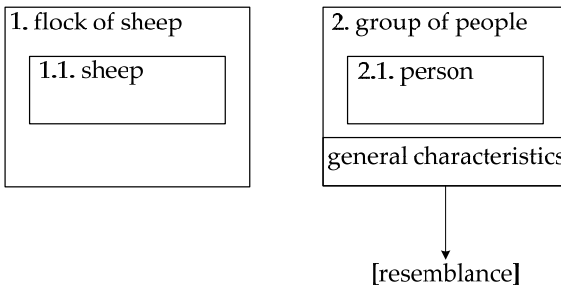 1. flock of sheep
1.1. sheep
2. group of people
2.1. person
general characteristics
[resemblance]